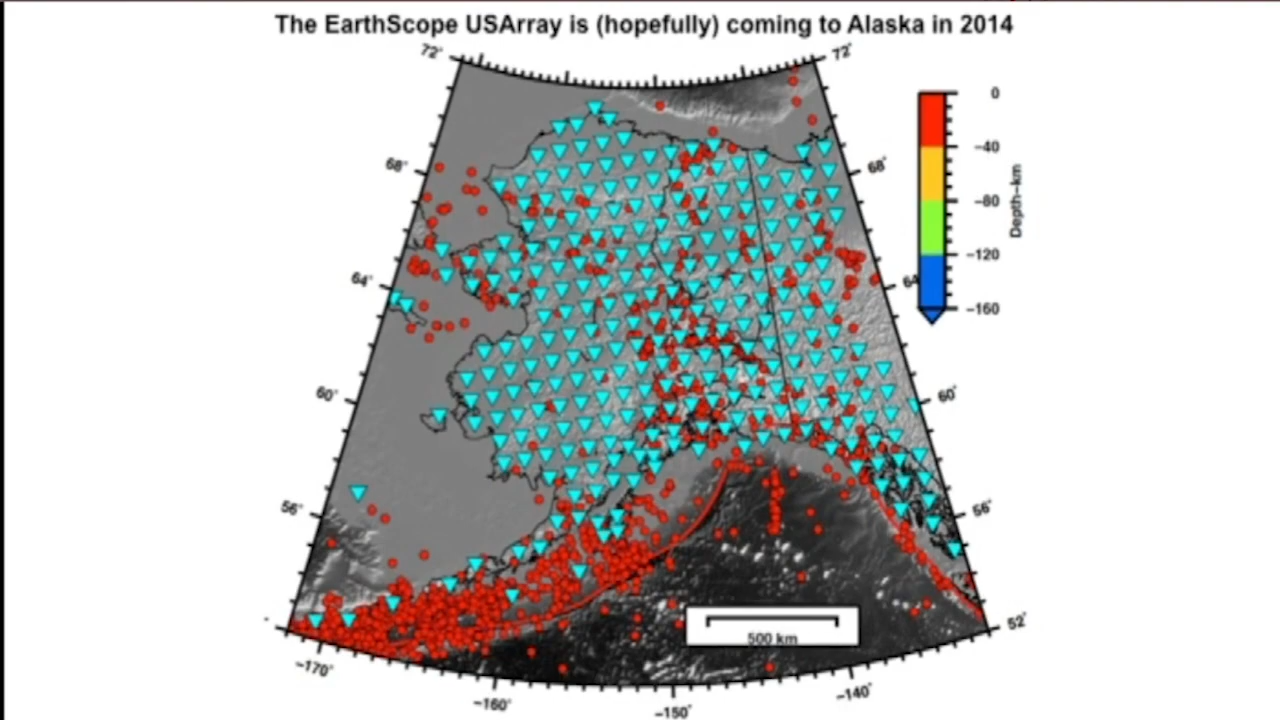 The EarthScope USArray is (hopefully) coming to Alaska in 2014
72° 72°
0
68° 68° -40
-80
Depth-km
-120
64° 64 -160
60° 60°
56° 56°
500 km
52°
-170° -140°
-160° -150°